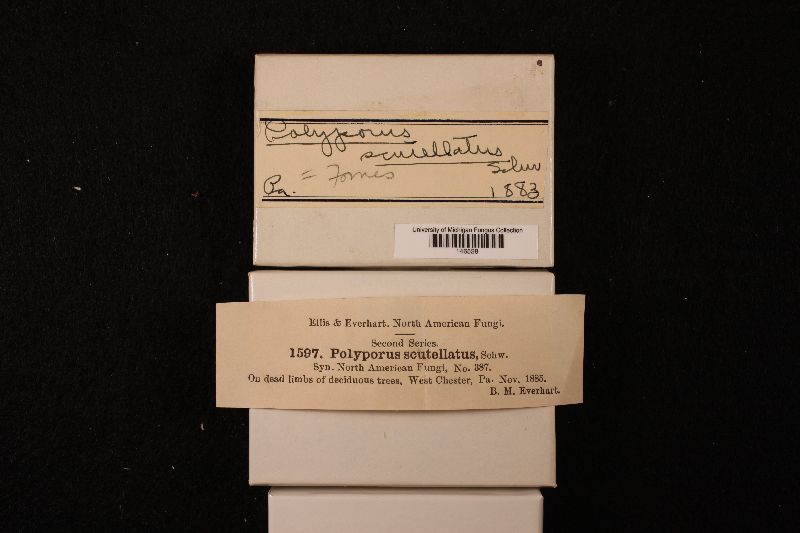 Polyporus
scutellatus
Schw
= Fomes
Pa.
1883
University of Michigan Fungus Collection
Ellis & Everhart. North American Fungi.
Second Series.
1597. Polyporus scutellatus, Schw.
Syn. North American Fungi, No. 387.
On dead limbs of deciduous trees, West Chester, Pa. Nov. 1885.
B. M. Everhart.